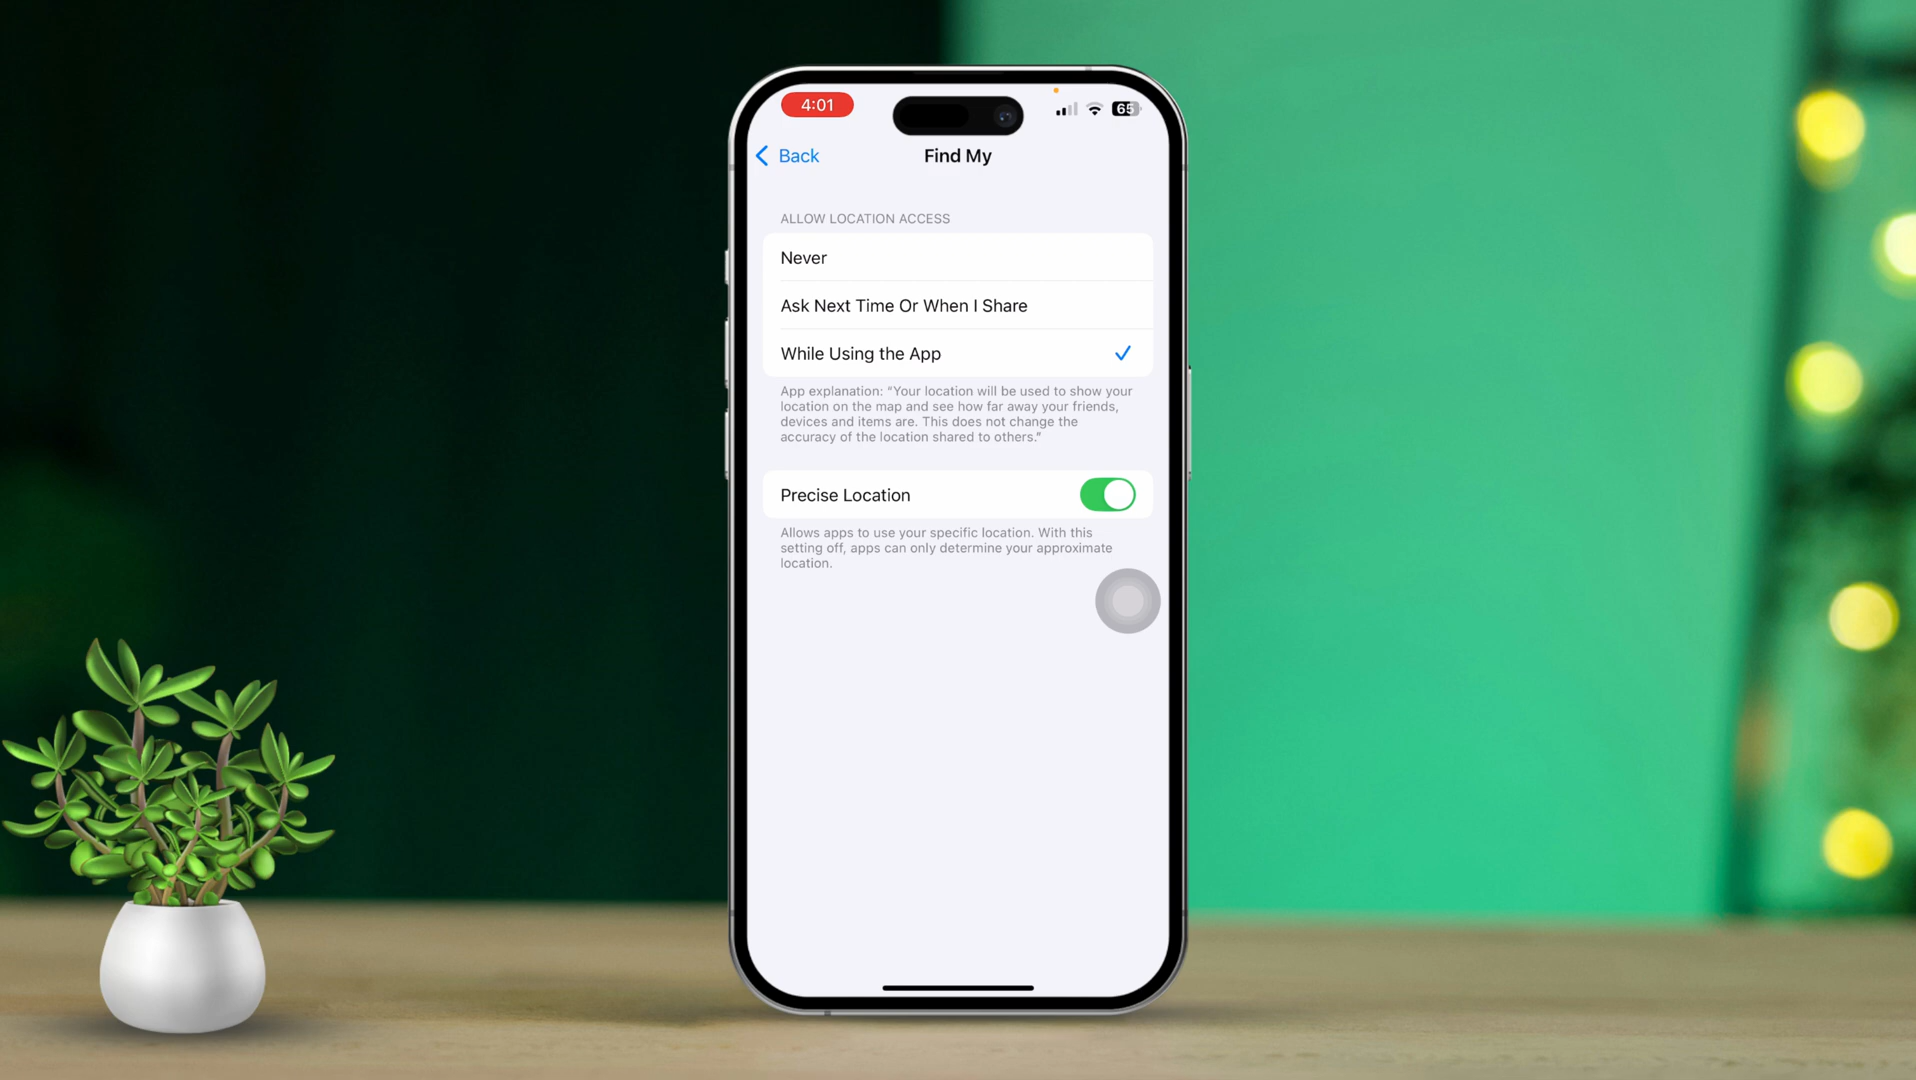 4:01
65
Back
Find My
ALLOW LOCATION ACCESS
Never
Ask Next Time Or When I Share
While Using the App
App explanation: “Your location will be used to show your
location on the map and see how far away your friends,
devices and items are. This does not change the
accuracy of the location shared to others.”
Precise Location
Allows apps to use your specific location. With this
setting off, apps can only determine your approximate
location.